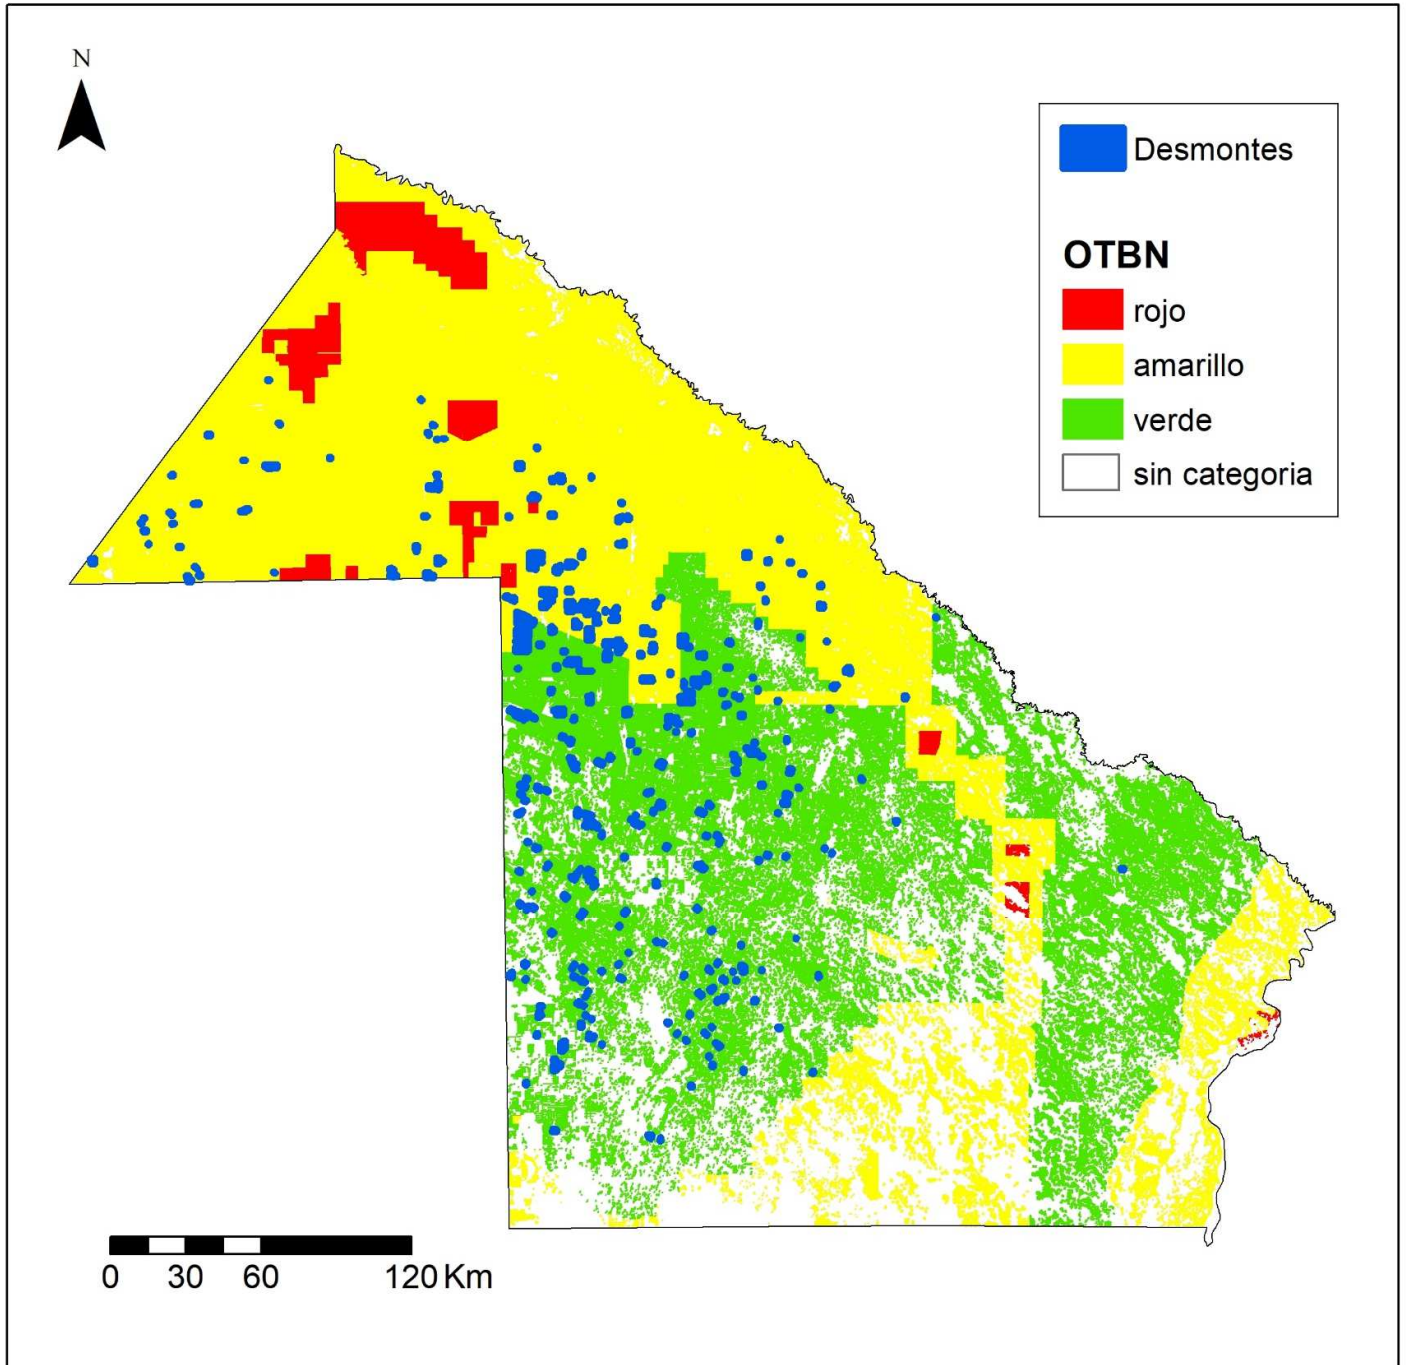 N
Desmontes
OTBN
rojo
amarillo
verde
sin categoria
0 30 60 120 Km